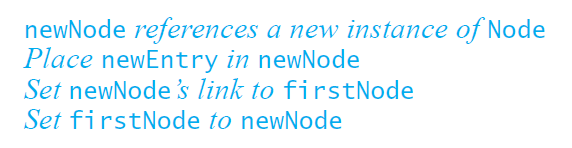 newNode references a new instance of Node
Place newEntry in newNode
Set newNode’s link to firstNode
Set firstNode to newNode